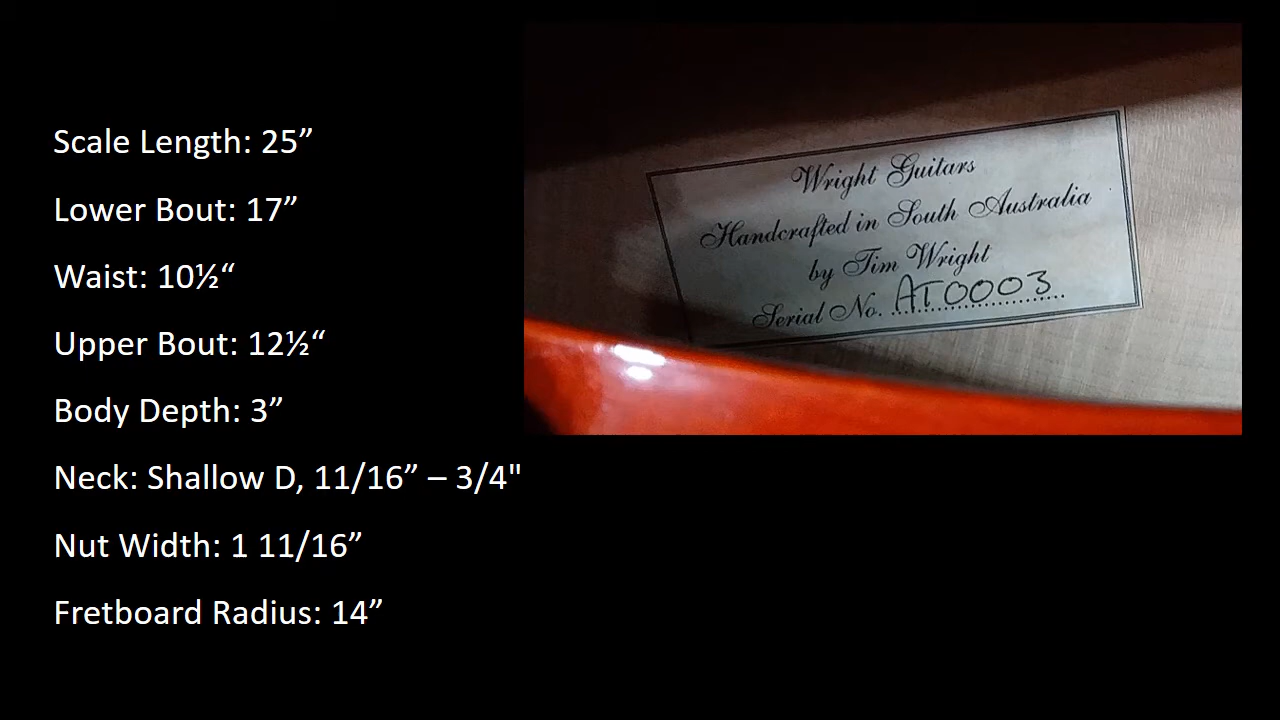 Scale Length: 25”
Lower Bout: 17”
Waist: 10½“
Upper Bout: 12½“
Body Depth: 3”
Neck: Shallow D, 11/16” – 3/4"
Nut Width: 1 11/16”
Fretboard Radius: 14”
Wright Guitars
Handcrafted in South Australia
by Tim Wright
Serial No. AT0003